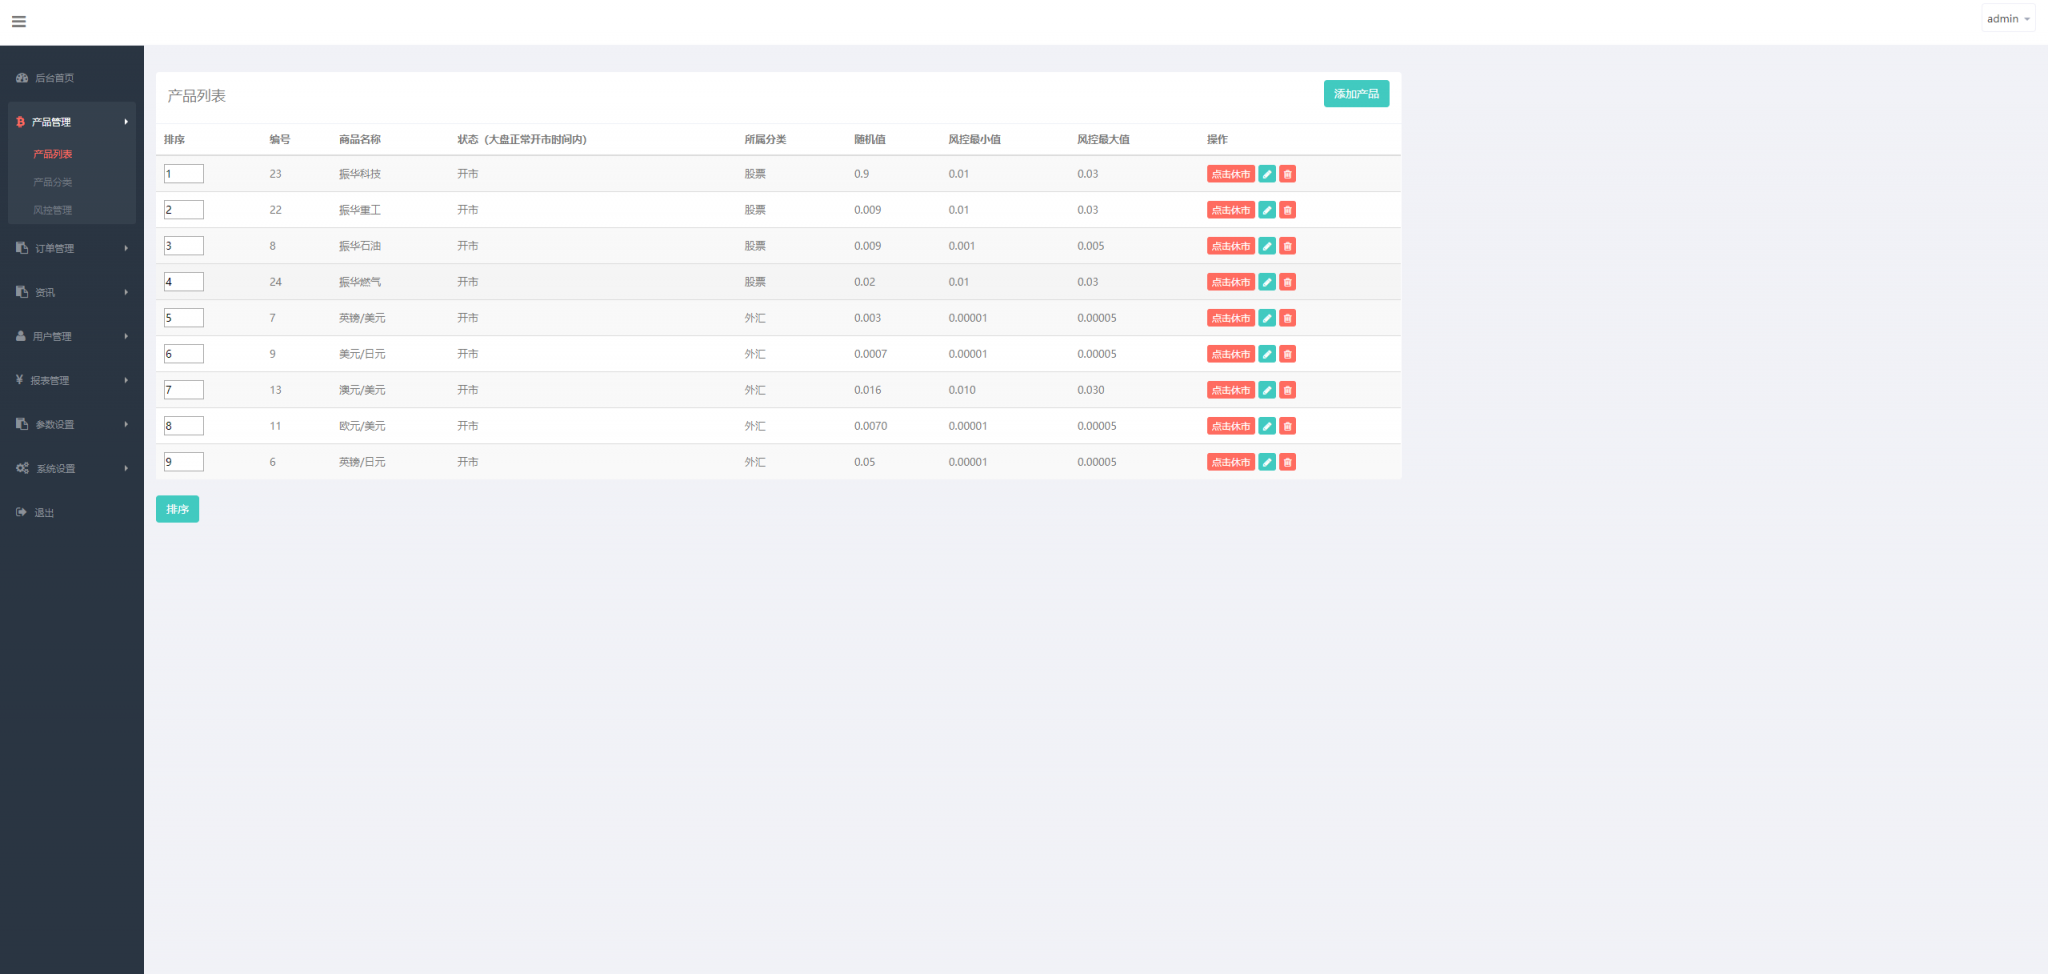 admin
后台首页
产品管理
产品列表
产品分类
风控管理
订单管理
资讯
用户管理
¥ 报表管理
参数设置
系统设置
退出
产品列表
添加产品
排序 编号 商品名称 状态（大盘正常开市时间内） 所属分类 随机值 风控最小值 风控最大值 操作
1 23 振华科技 开市 股票 0.9 0.01 0.03 点击休市
2 22 振华重工 开市 股票 0.009 0.01 0.03 点击休市
3 8 振华石油 开市 股票 0.009 0.001 0.005 点击休市
4 24 振华燃气 开市 股票 0.02 0.01 0.03 点击休市
5 7 英镑/美元 开市 外汇 0.003 0.00001 0.00005 点击休市
6 9 美元/日元 开市 外汇 0.0007 0.00001 0.00005 点击休市
7 13 澳元/美元 开市 外汇 0.016 0.010 0.030 点击休市
8 11 欧元/美元 开市 外汇 0.0070 0.00001 0.00005 点击休市
9 6 英镑/日元 开市 外汇 0.05 0.00001 0.00005 点击休市
排序